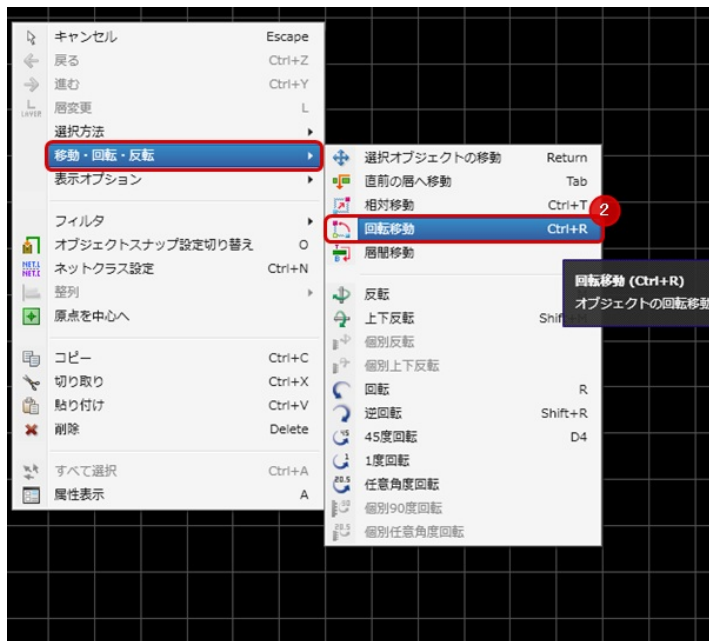 キャンセル Escape
戻る Ctrl+Z
進む Ctrl+Y
LAYER 層変更 L
選択方法
移動・回転・反転
表示オプション
フィルタ
オブジェクトスナップ設定切り替え O
ネットクラス設定 Ctrl+N
整列
原点を中心へ
コピー Ctrl+C
切り取り Ctrl+X
貼り付け Ctrl+V
削除 Delete
すべて選択 Ctrl+A
属性表示 A
選択オブジェクトの移動 Return
直前の層へ移動 Tab
相対移動 Ctrl+T
2
回転移動 Ctrl+R
層間移動
回転移動 (Ctrl+R)
オブジェクトの回転移動
反転
上下反転 Shift
個別反転
個別上下反転
回転 R
逆回転 Shift+R
45 45度回転 D4
1 1度回転
20.5 任意角度回転
90 個別90度回転
20.5 個別任意角度回転